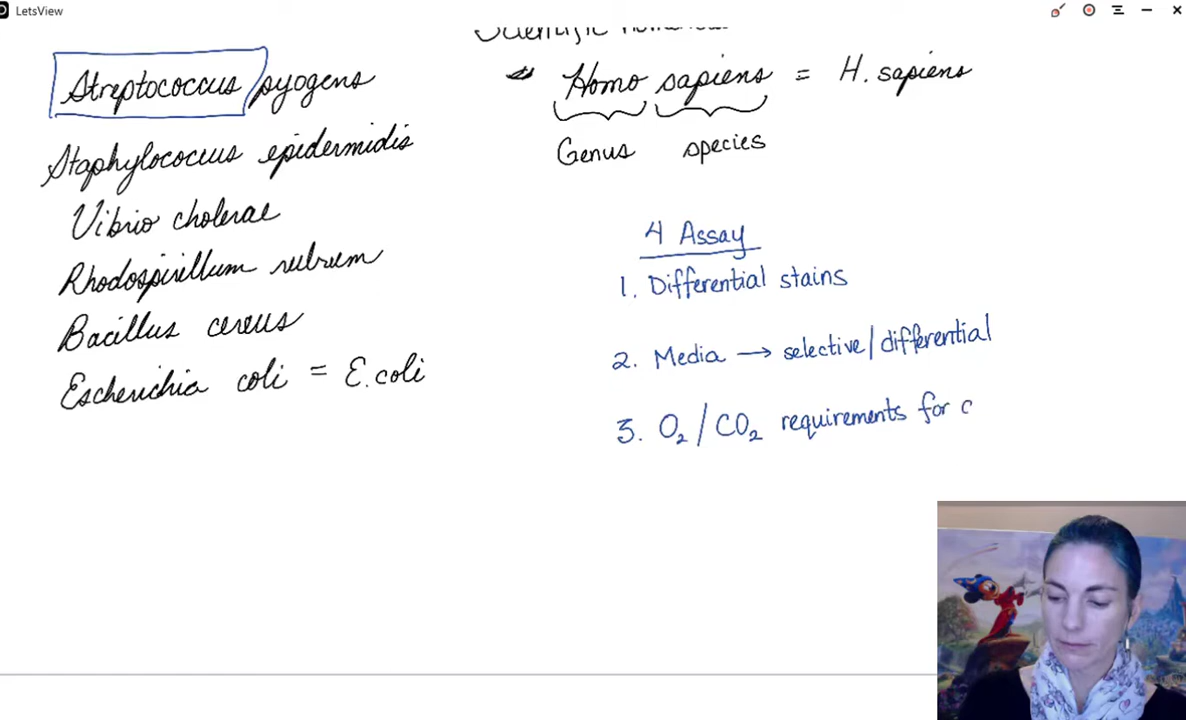 LetsView
Scientific
Streptococcus pyogens
Staphylococcus epidermidis
Vibrio cholerae
Rhodospirillum rubrum
Bacillus cereus
Escherichia coli = E. coli
Homo sapiens = H. sapiens
Genus species
4 Assay
1. Differential stains
2. Media → selective/differential
3. O₂/CO₂ requirements for c